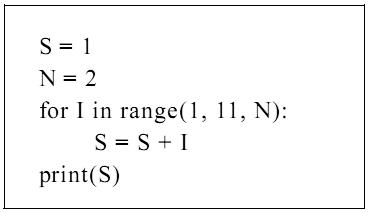 S = 1
N = 2
for I in range(1, 11, N):
S = S + I
print(S)